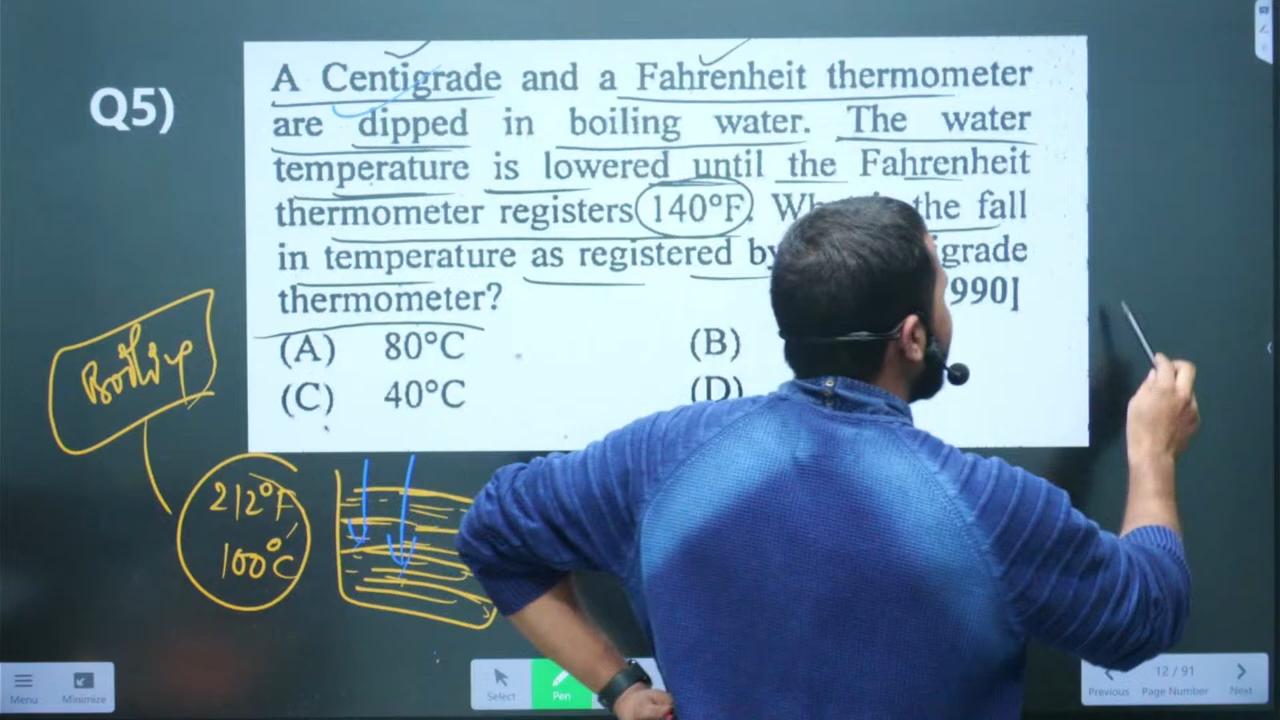 Q5)
A Centigrade and a Fahrenheit thermometer
are dipped in boiling water. The water
temperature is lowered until the Fahrenheit
thermometer registers 140°F. the fall
in temperature as registered by
thermometer? 990]
(A) 80°C (B)
(C) 40°C (D)
Boiling
212°F
100°C
Menu Minimize Select Pen Previous 12 / 91 Page Number Next